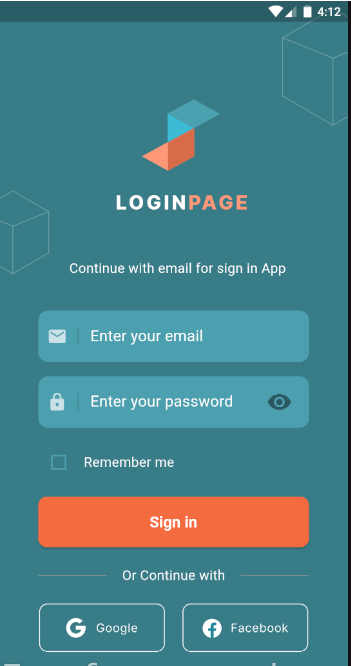 4:12
LOGINPAGE
Continue with email for sign in App
Enter your email
Enter your password
Remember me
Sign in
Or Continue with
Google
Facebook